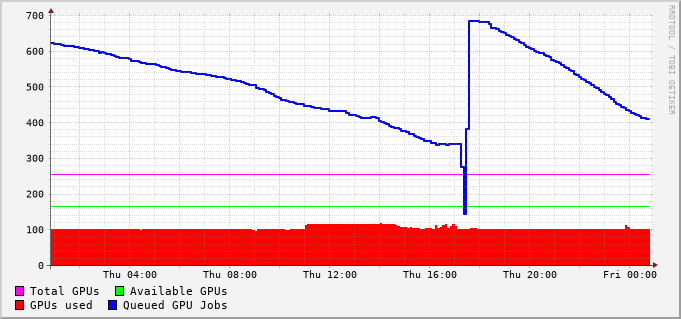 700
600
500
400
300
200
100
0
Thu 04:00 Thu 08:00 Thu 12:00 Thu 16:00 Thu 20:00 Fri 00:00
Total GPUs Available GPUs
GPUs used Queued GPU Jobs
RRDTOOL / TOBI OETIKER